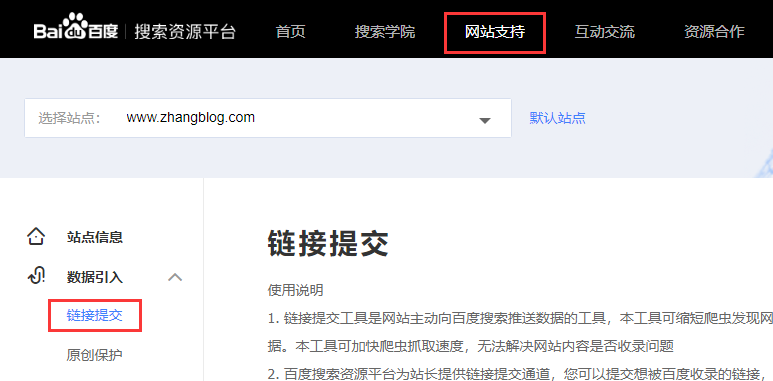 Bai du 百度 | 搜索资源平台 首页 搜索学院 网站支持 互动交流 资源合作
选择站点： www.zhangblog.com 默认站点
站点信息
数据引入
链接提交
原创保护
链接提交
使用说明
1. 链接提交工具是网站主动向百度搜索推送数据的工具，本工具可缩短爬虫发现网
据。本工具可加快爬虫抓取速度，无法解决网站内容是否收录问题
2. 百度搜索资源平台为站长提供链接提交通道，您可以提交想被百度收录的链接，